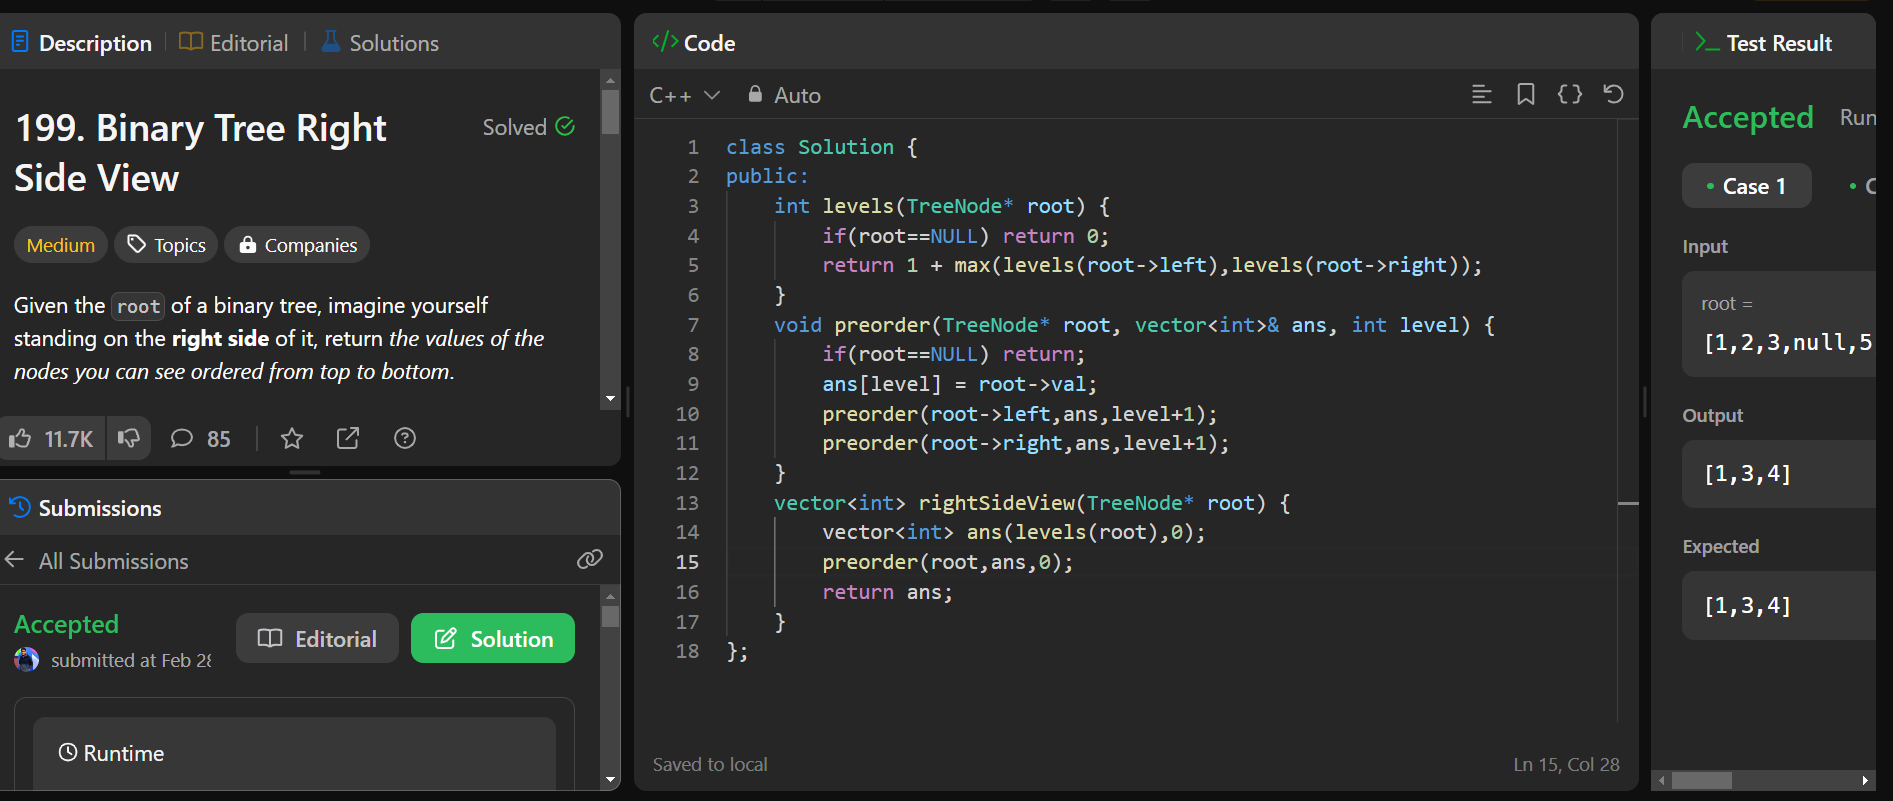 Description
Editorial
Solutions
199. Binary Tree Right
Side View
Solved
Medium
Topics
Companies
Given the root of a binary tree, imagine yourself
standing on the right side of it, return the values of the
nodes you can see ordered from top to bottom.
11.7K
85
Submissions
All Submissions
Accepted
submitted at Feb 28
Editorial
Solution
Runtime
Code
C++
Auto
1 class Solution {
2 public:
3     int levels(TreeNode* root) {
4         if(root==NULL) return 0;
5         return 1 + max(levels(root->left),levels(root->right));
6     }
7     void preorder(TreeNode* root, vector<int>& ans, int level) {
8         if(root==NULL) return;
9         ans[level] = root->val;
10         preorder(root->left,ans,level+1);
11         preorder(root->right,ans,level+1);
12     }
13     vector<int> rightSideView(TreeNode* root) {
14         vector<int> ans(levels(root),0);
15         preorder(root,ans,0);
16         return ans;
17     }
18 };
Saved to local
Ln 15, Col 28
Test Result
Accepted
Run
Case 1
Input
root =
[1,2,3,null,5
Output
[1,3,4]
Expected
[1,3,4]